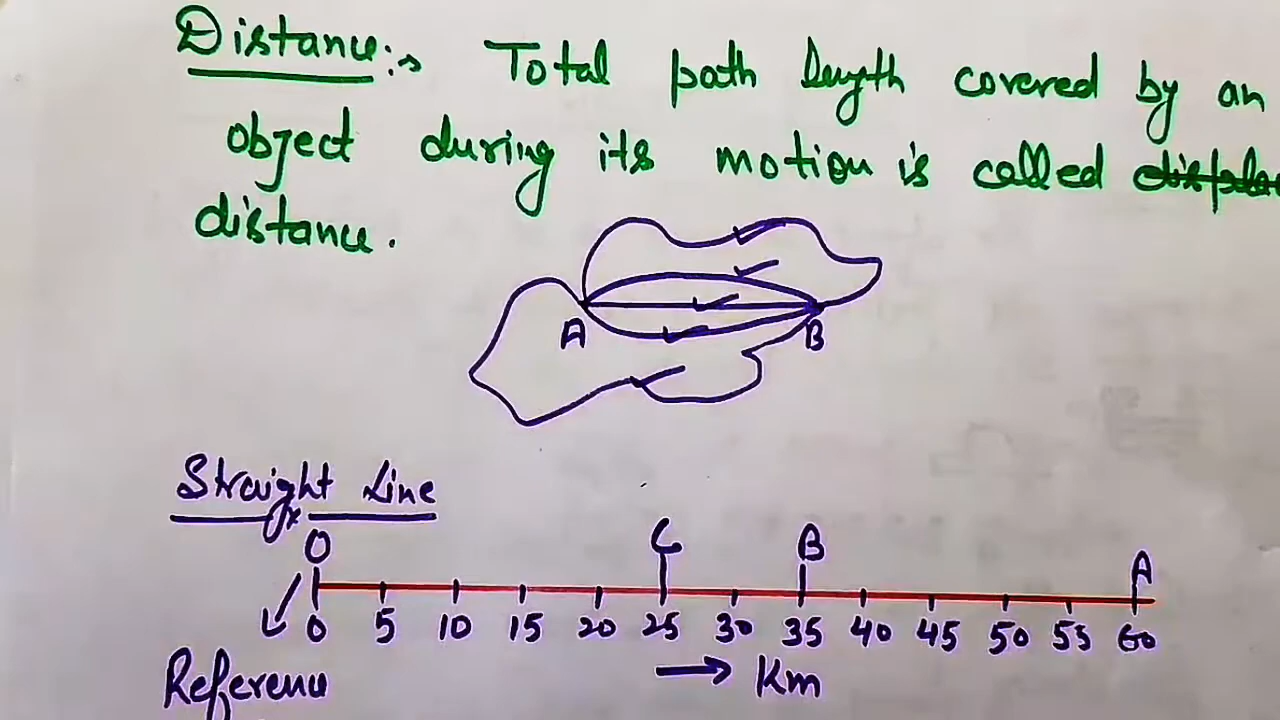 Distance:→ Total path length covered by an
object during its motion is called
distance.
A B
Straight Line
O C B A
0 5 10 15 20 25 30 35 40 45 50 55 60
→ Km
Reference